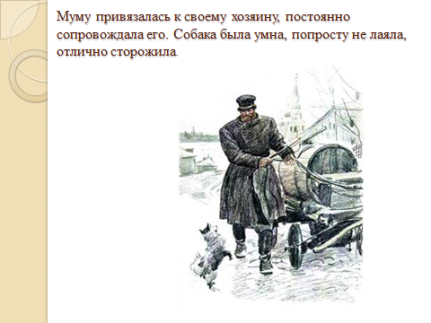 Муму привязалась к своему хозяину, постоянно
сопровождала его. Собака была умна, попросту не лаяла,
отлично сторожила.